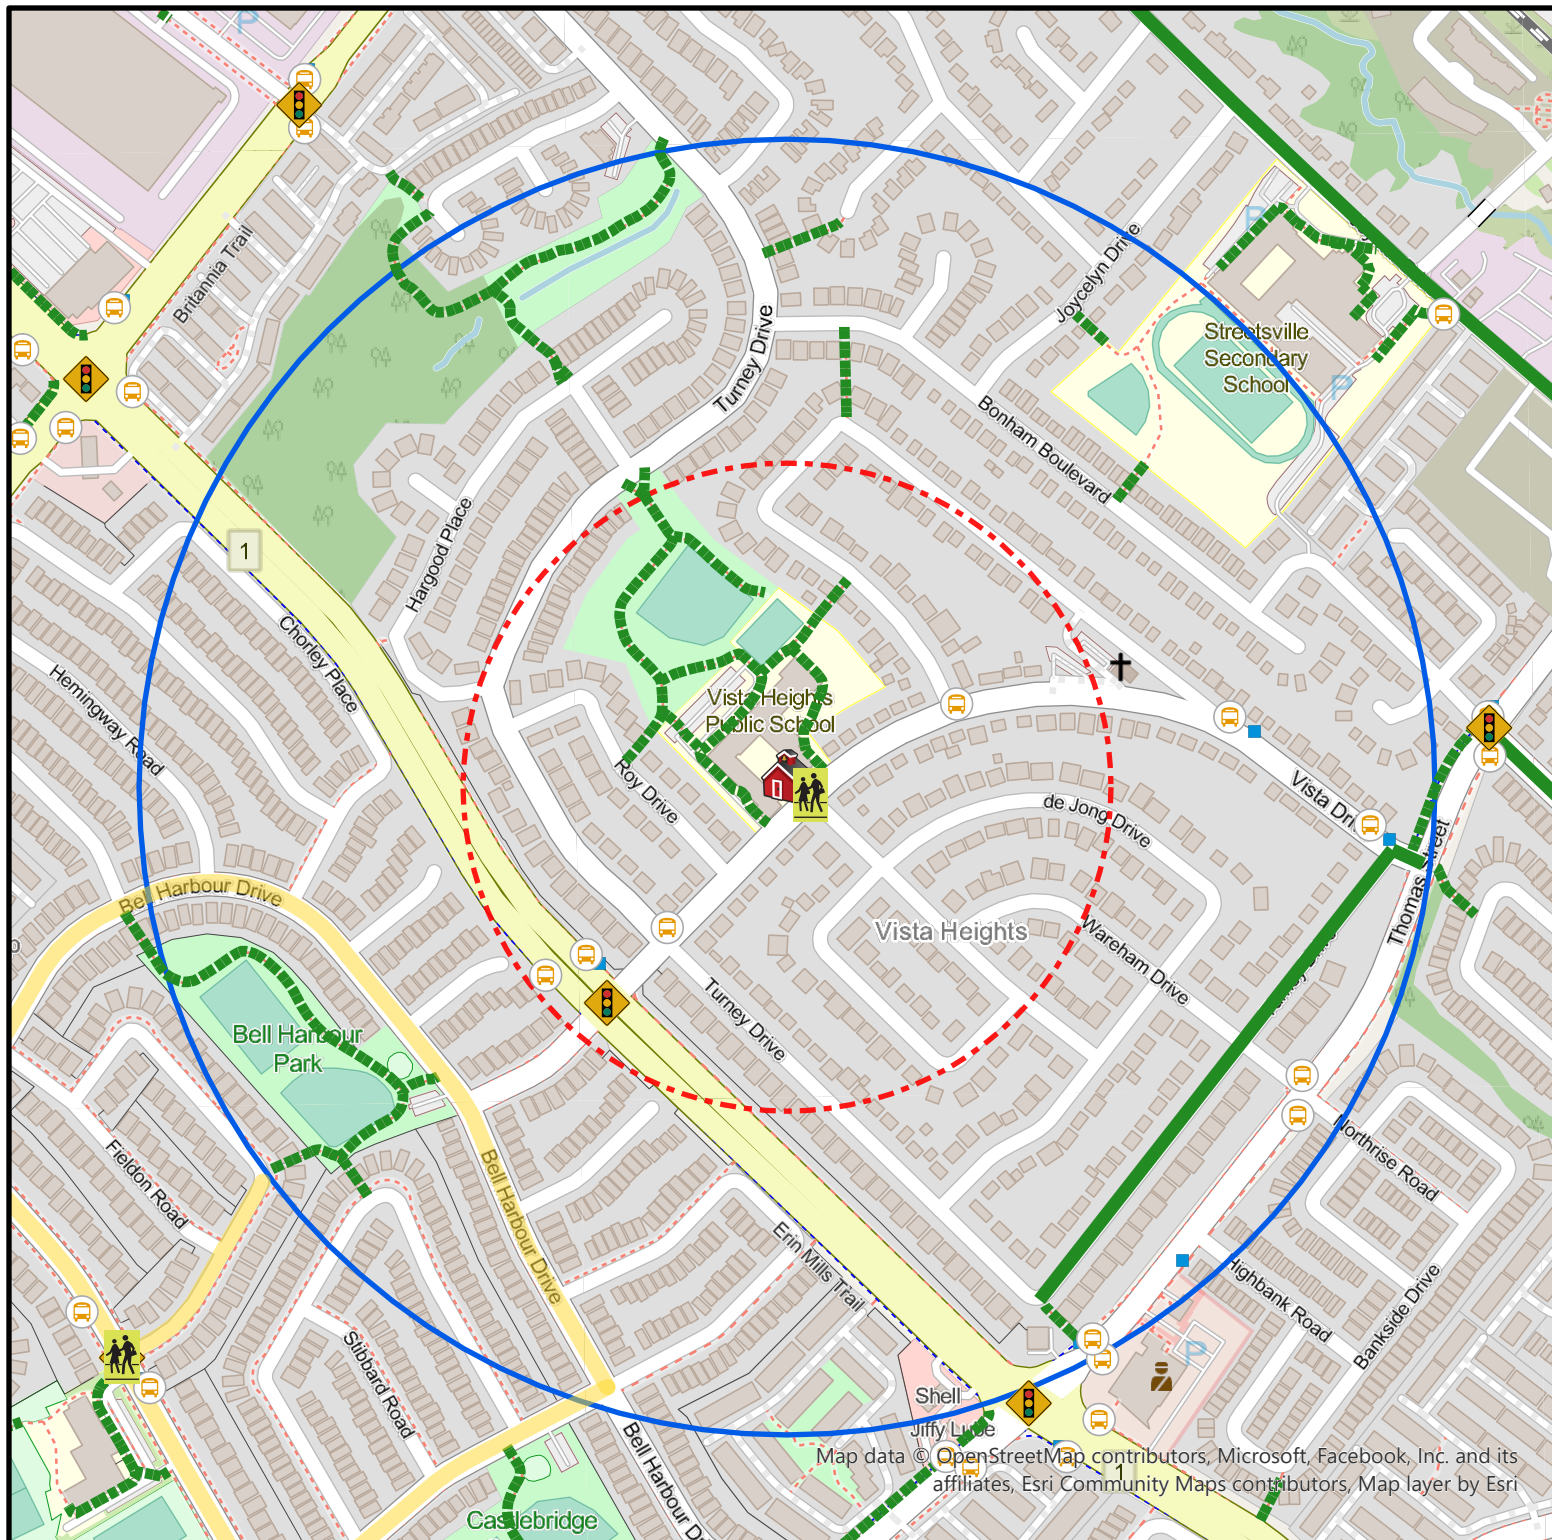 P
Britannia Trail
Joycelyn Drive
P
Streetsville
Secondary
School
P
Turney Drive
Bonham Boulevard
1
Hargood Place
Chorley Place
Hemingway Road
Vista Heights
Public School
Roy Drive
de Jong Drive
Vista
Thomas Street
Bell Harbour Drive
Vista Heights
Wareham Drive
Turney Drive
Bell Harbour
Park
Fieldon Road
Bell Harbour Drive
Northrise Road
Erin Mills Trail
Highbank Road
Bankside Drive
Stibbard Road
P
Shell
Jiffy Lube
Bell Harbour
1
Castlebridge
Map data © OpenStreetMap contributors, Microsoft, Facebook, Inc. and its
affiliates, Esri Community Maps contributors, Map layer by Esri